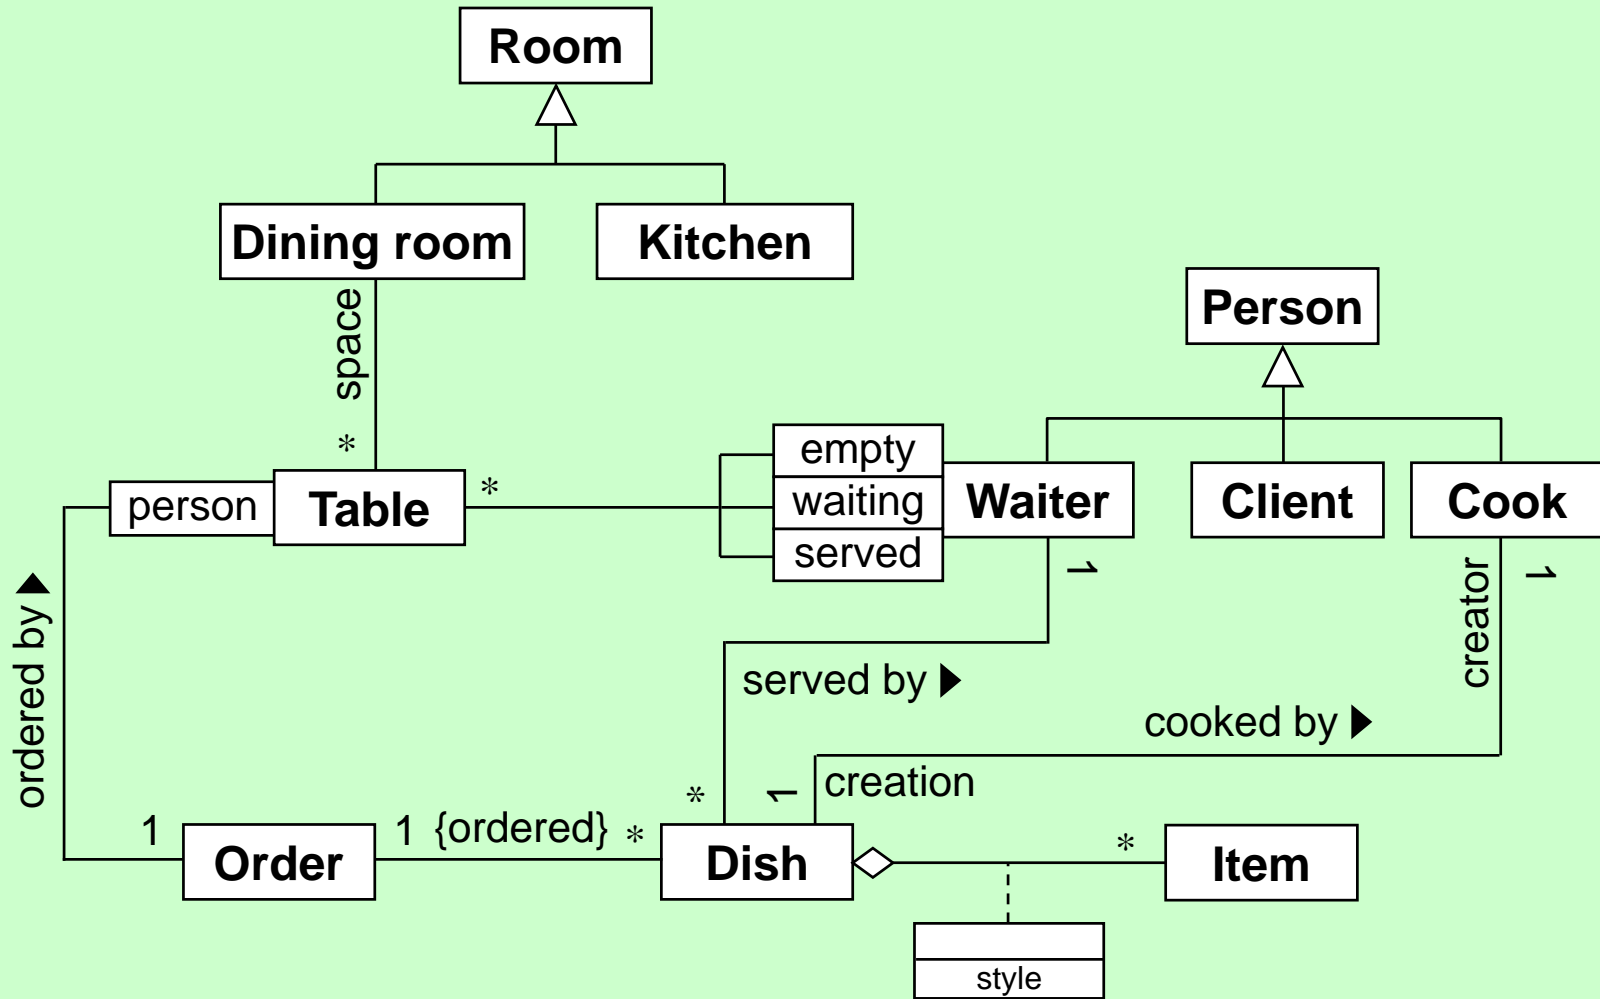 Room
Dining room
Kitchen
Person
space
*
empty
waiting
served
person
Table
*
Waiter
Client
Cook
1
creator
1
ordered by ▶
served by ▶
cooked by ▶
creation
*
1
1
Order
1 {ordered} *
Dish
*
Item
style